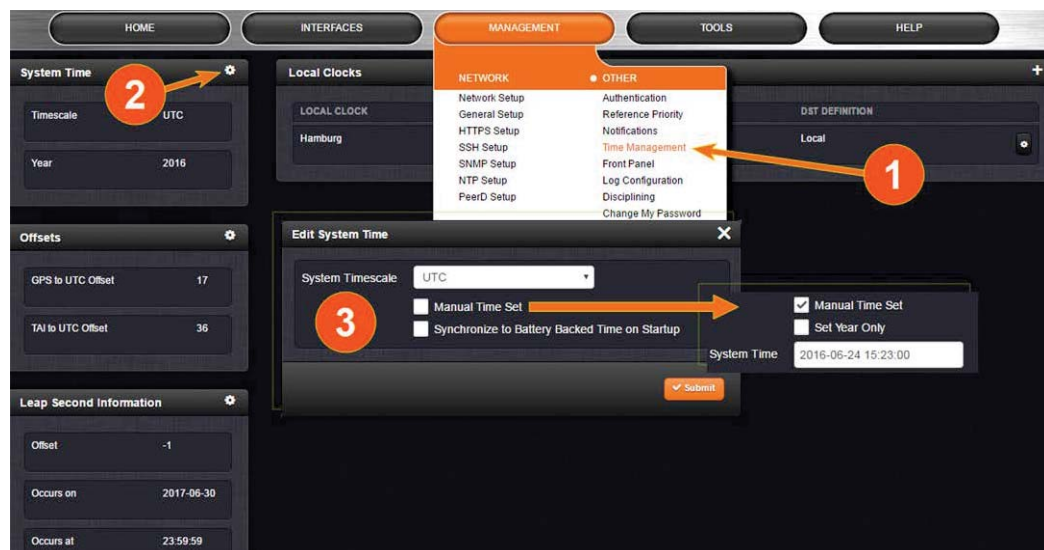 HOME
INTERFACES
MANAGEMENT
TOOLS
HELP
System Time
2
Timescale UTC
Year 2016
Local Clocks
LOCAL CLOCK
DST DEFINITION
Hamburg
Local
NETWORK
Network Setup
General Setup
HTTPS Setup
SSH Setup
SNMP Setup
NTP Setup
PeerD Setup
OTHER
Authentication
Reference Priority
Notifications
Time Management
Front Panel
Log Configuration
Disciplining
Change My Password
1
Offsets
GPS to UTC Offset 17
TAI to UTC Offset 36
Edit System Time
System Timescale UTC
3
Manual Time Set
Synchronize to Battery Backed Time on Startup
Submit
Manual Time Set
Set Year Only
System Time 2016-06-24 15:23:00
Leap Second Information
Offset -1
Occurs on 2017-06-30
Occurs at 23:59:59